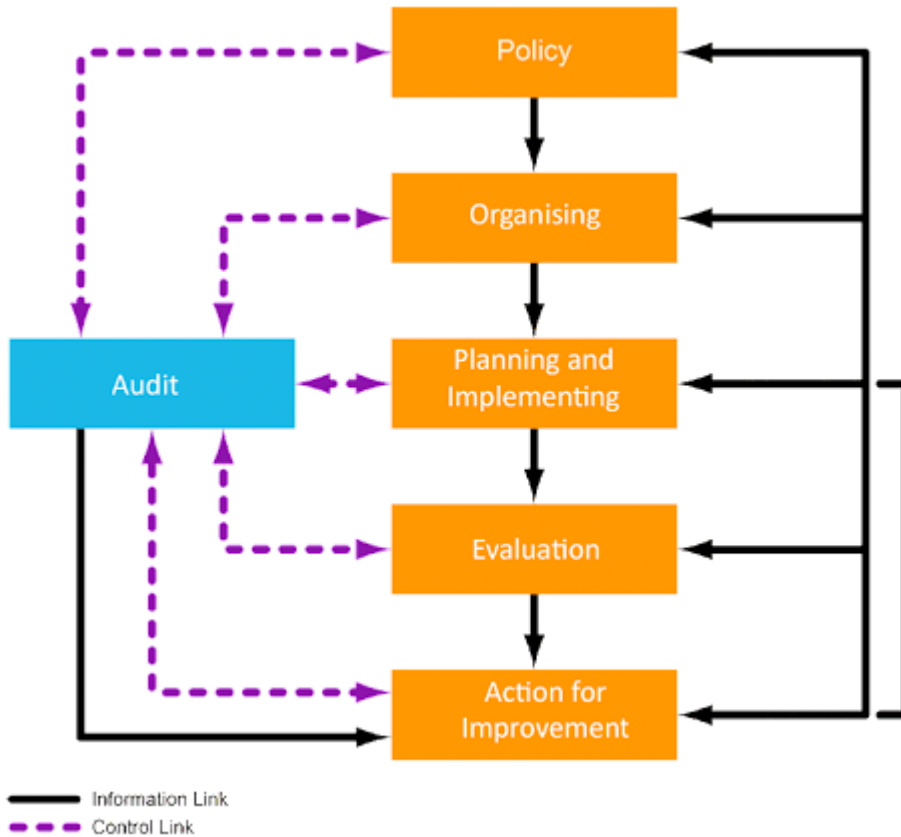 Policy
Organising
Planning and
Implementing
Audit
Evaluation
Action for
Improvement
Information Link
Control Link